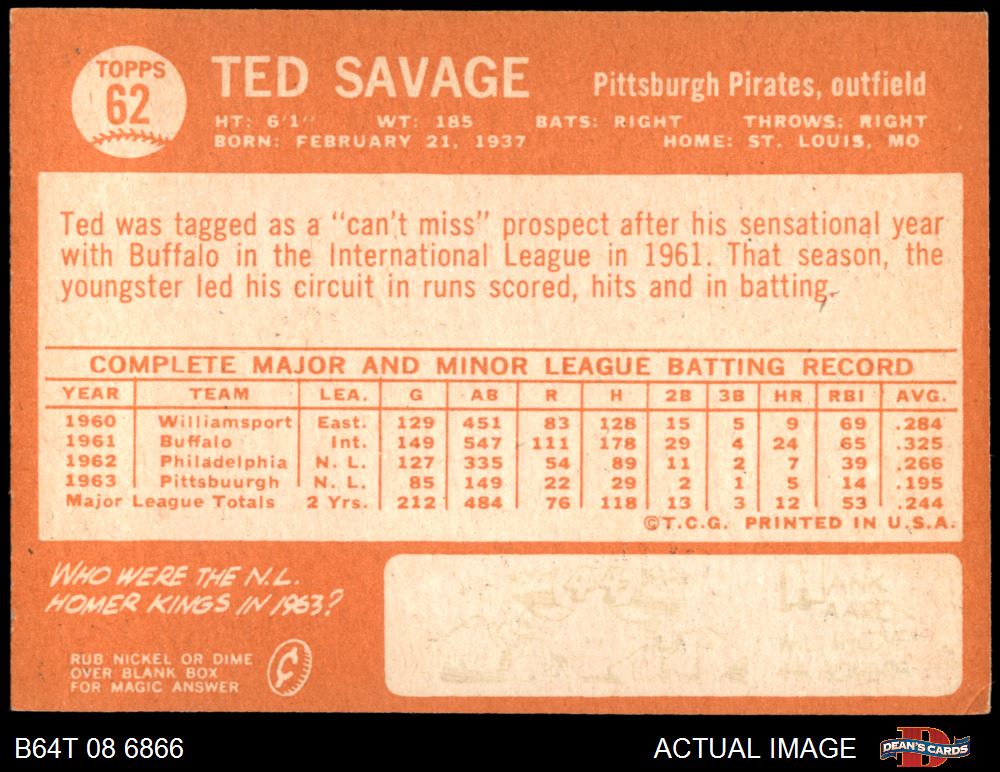 TOPPS
62
TED SAVAGE
Pittsburgh Pirates, outfield
HT: 6'1" WT: 185 BATS: RIGHT THROWS: RIGHT
BORN: FEBRUARY 21, 1937 HOME: ST. LOUIS, MO
Ted was tagged as a "can't miss" prospect after his sensational year
with Buffalo in the International League in 1961. That season, the
youngster led his circuit in runs scored, hits and in batting.
COMPLETE MAJOR AND MINOR LEAGUE BATTING RECORD
YEAR TEAM LEA. G AB R H 2B 3B HR RBI AVG.
1960 Williamsport East. 129 451 83 128 15 5 9 69 .284
1961 Buffalo Int. 149 547 111 178 29 4 24 65 .325
1962 Philadelphia N. L. 127 335 54 89 11 2 7 39 .266
1963 Pittsbuurgh N. L. 85 149 22 29 2 1 5 14 .195
Major League Totals 2 Yrs. 212 484 76 118 13 3 12 53 .244
©T.C.G. PRINTED IN U.S.A.
WHO WERE THE N.L.
HOMER KINGS IN 1963?
RUB NICKEL OR DIME
OVER BLANK BOX
FOR MAGIC ANSWER
44
B64T 08 6866
ACTUAL IMAGE
DEAN'S CARDS